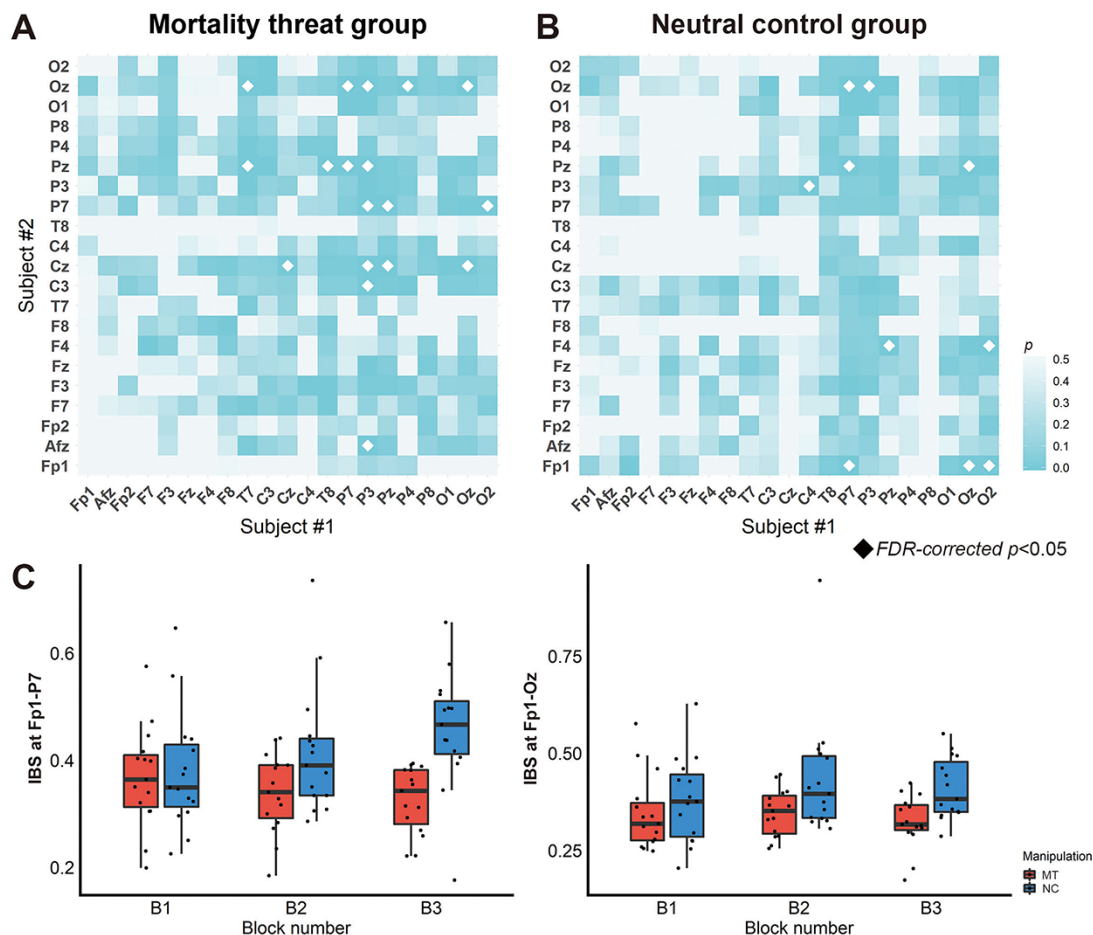 A Mortality threat group
B Neutral control group
O2
Oz
O1
P8
P4
Pz
P3
P7
T8
C4
Cz
C3
T7
F8
F4
Fz
F3
F7
Fp2
Afz
Fp1
Subject #2
Fp1 Afz Fp2 F7 F3 Fz F4 F8 T7 C3 Cz C4 T8 P7 P3 Pz P4 P8 O1 Oz O2
Subject #1
O2
Oz
O1
P8
P4
Pz
P3
P7
T8
C4
Cz
C3
T7
F8
F4
Fz
F3
F7
Fp2
Afz
Fp1
Fp1 Afz Fp2 F7 F3 Fz F4 F8 T7 C3 Cz C4 T8 P7 P3 Pz P4 P8 O1 Oz O2
Subject #1
p
0.5
0.4
0.3
0.2
0.1
0.0
FDR-corrected p<0.05
C
IBS at Fp1-P7
0.6
0.4
0.2
B1 B2 B3
Block number
IBS at Fp1-Oz
0.75
0.50
0.25
B1 B2 B3
Block number
Manipulation
MT
NC